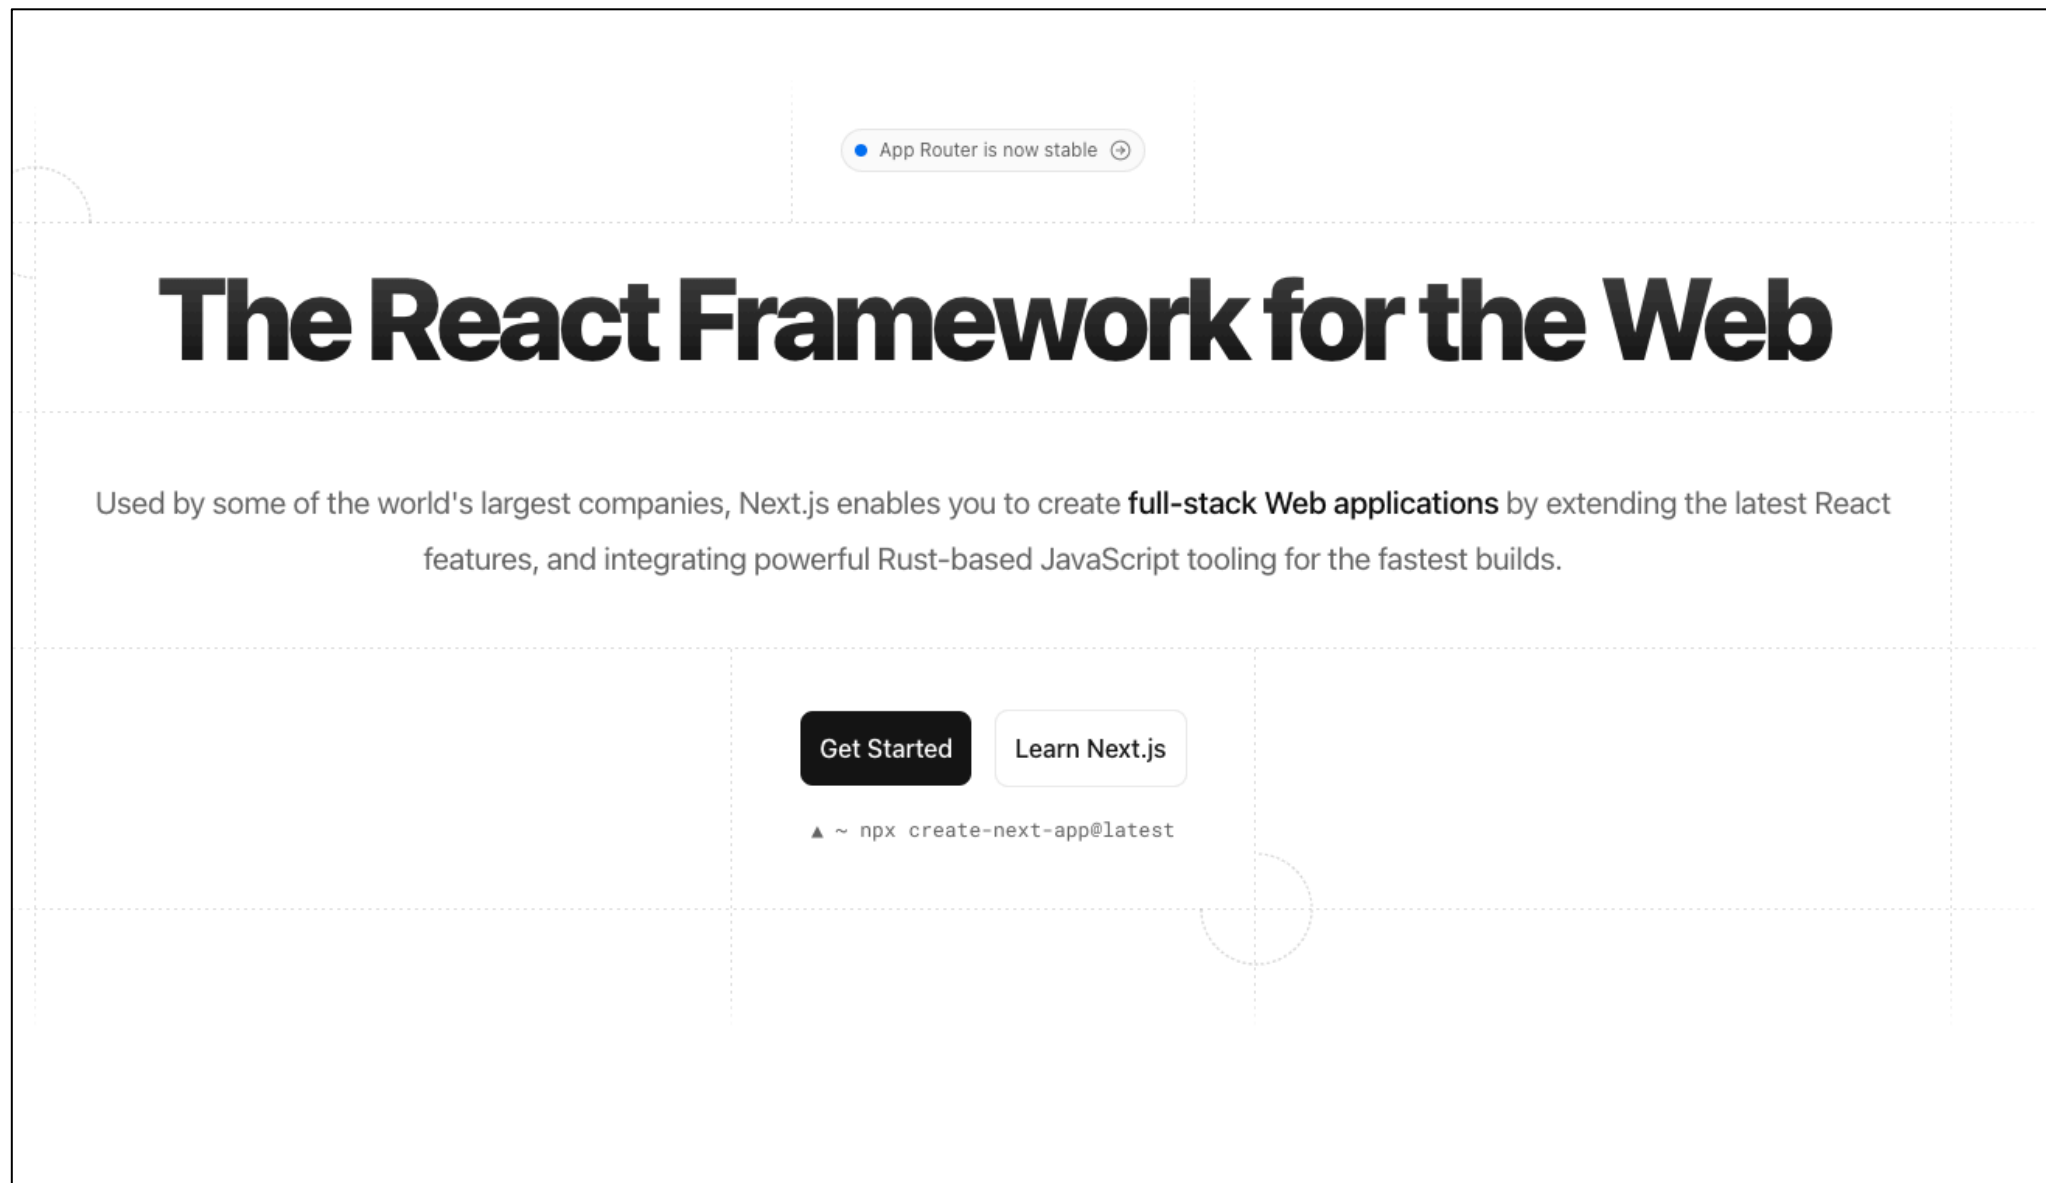 App Router is now stable
The React Framework for the Web
Used by some of the world's largest companies, Next.js enables you to create full-stack Web applications by extending the latest React
features, and integrating powerful Rust-based JavaScript tooling for the fastest builds.
Get Started Learn Next.js
▲ ~ npx create-next-app@latest